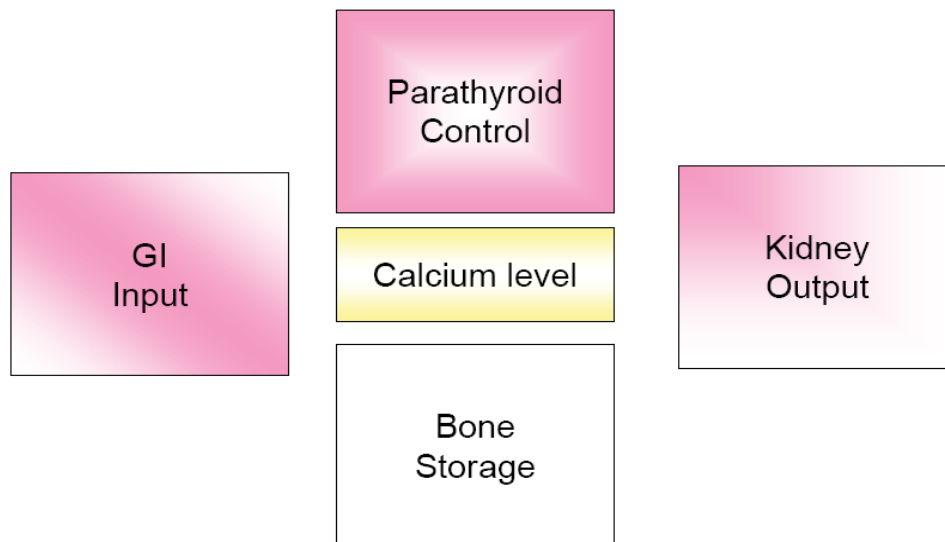 Parathyroid
Control
GI
Input
Calcium level
Kidney
Output
Bone
Storage